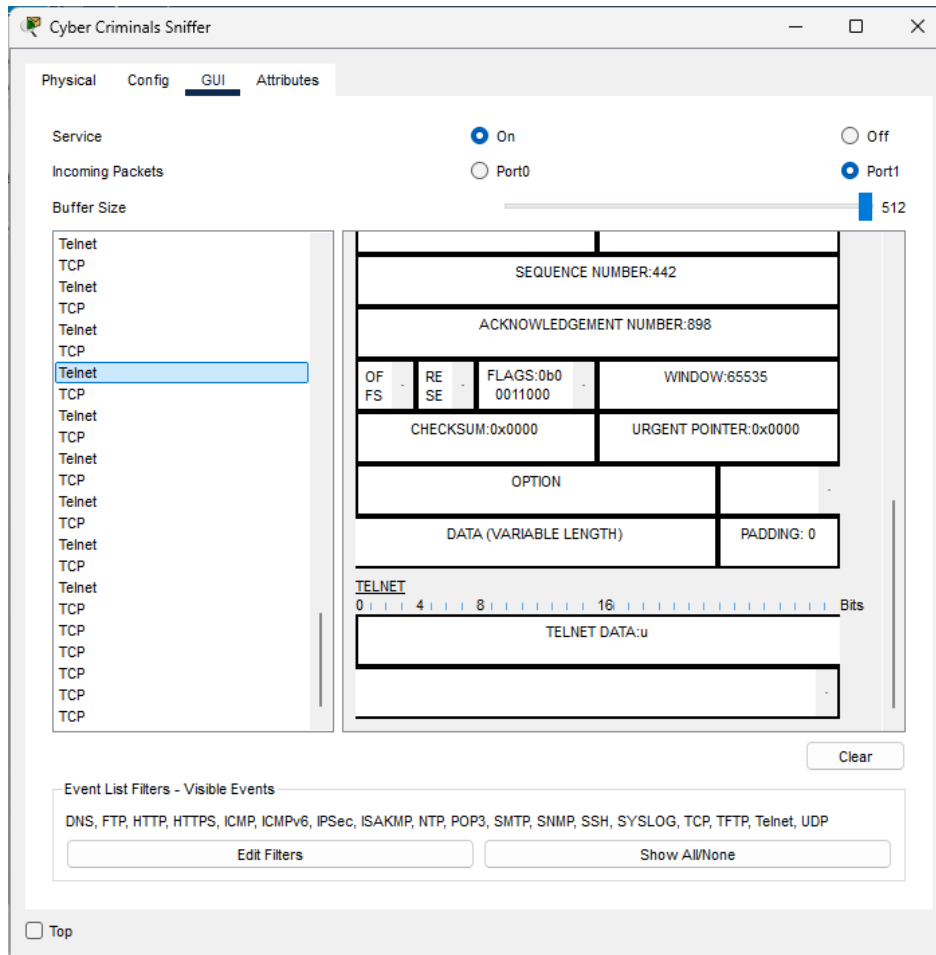 Cyber Criminals Sniffer
Physical Config GUI Attributes
Service On Off
Incoming Packets Port0 Port1
Buffer Size 512
Telnet
TCP
Telnet
TCP
Telnet
TCP
Telnet
TCP
Telnet
TCP
Telnet
TCP
Telnet
TCP
Telnet
TCP
Telnet
TCP
TCP
TCP
TCP
TCP
TCP
SEQUENCE NUMBER:442
ACKNOWLEDGEMENT NUMBER:898
OF
FS
RE
SE
FLAGS:0b0
0011000
WINDOW:65535
CHECKSUM:0x0000 URGENT POINTER:0x0000
OPTION
DATA (VARIABLE LENGTH) PADDING: 0
TELNET
0 4 8 16 Bits
TELNET DATA:u
Clear
Event List Filters - Visible Events
DNS, FTP, HTTP, HTTPS, ICMP, ICMPv6, IPSec, ISAKMP, NTP, POP3, SMTP, SNMP, SSH, SYSLOG, TCP, TFTP, Telnet, UDP
Edit Filters Show All/None
Top